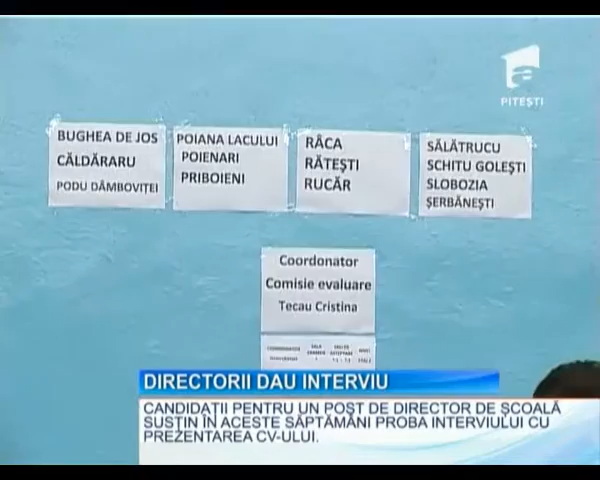 PITEȘTI
BUGHEA DE JOS
CĂLDĂRARU
PODU DÂMBOVIȚEI
POIANA LACULUI
POIENARI
PRIBOIENI
RÂCA
RĂTEȘTI
RUCĂR
SĂLĂTRUCU
SCHITU GOLEȘTI
SLOBOZIA
ȘERBĂNEȘTI
Coordonator
Comisie evaluare
Tecau Cristina
DIRECTORII DAU INTERVIU
CANDIDAȚII PENTRU UN POȘT DE DIRECTOR DE ȘCOALĂ
SUSȚIN ÎN ACESTE SĂPTĂMÂNI PROBA INTERVIULUI CU
PREZENTAREA CV-ULUI.